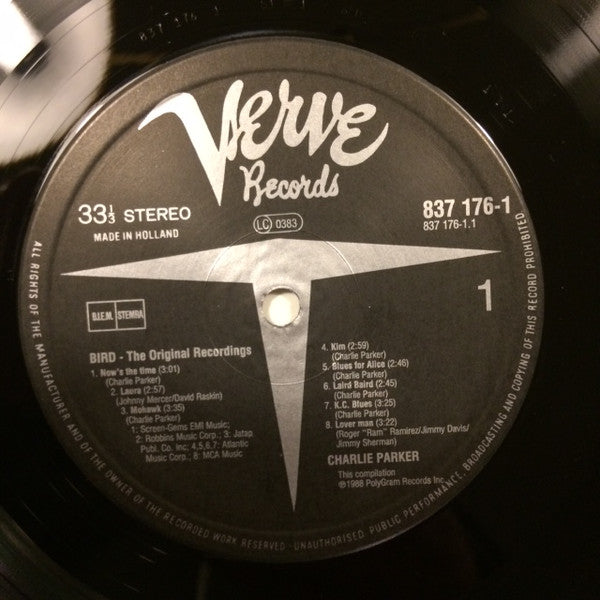 837 176-1
Verve
Records
33 1/3 STEREO
MADE IN HOLLAND
LC 0383
837 176-1
837 176-1.1
1
B.I.E.M. STEMRA
BIRD - The Original Recordings
1. Now's the time (3:01)
(Charlie Parker)
2. Laura (2:57)
(Johnny Mercer/David Raskin)
3. Mohawk (3:35)
(Charlie Parker)
1: Screen-Gems EMI Music;
2: Robbins Music Corp.; 3: Jatap
Publ. Co. Inc; 4,5,6,7: Atlantic
Music Corp.; 8: MCA Music
4. Kim (2:59)
(Charlie Parker)
5. Blues for Alice (2:46)
(Charlie Parker)
6. Laird Baird (2:45)
(Charlie Parker)
7. K.C. Blues (3:25)
(Charlie Parker)
8. Lover man (3:22)
(Roger "Ram" Ramirez/Jimmy Davis/
Jimmy Sherman)
CHARLIE PARKER
This compilation
℗1988 PolyGram Records Inc.
ALL RIGHTS OF THE MANUFACTURER AND OF THE OWNER OF THE RECORDED WORK RESERVED - UNAUTHORISED PUBLIC PERFORMANCE, BROADCASTING AND COPYING OF THIS RECORD PROHIBITED